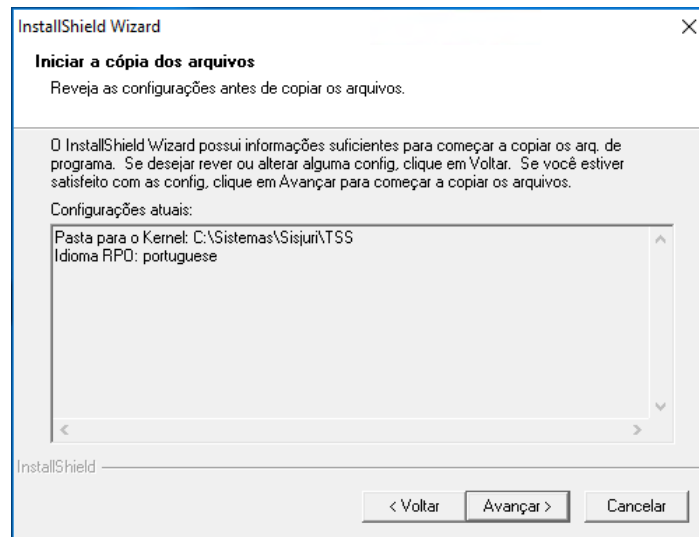 InstallShield Wizard
Iniciar a cópia dos arquivos
Reveja as configurações antes de copiar os arquivos.
O InstallShield Wizard possui informações suficientes para começar a copiar os arq. de
programa.  Se desejar rever ou alterar alguma config, clique em Voltar.  Se você estiver
satisfeito com as config, clique em Avançar para começar a copiar os arquivos.
Configurações atuais:
Pasta para o Kernel: C:\Sistemas\Sisjuri\TSS
Idioma RPO: portuguese
InstallShield
< Voltar
Avançar >
Cancelar